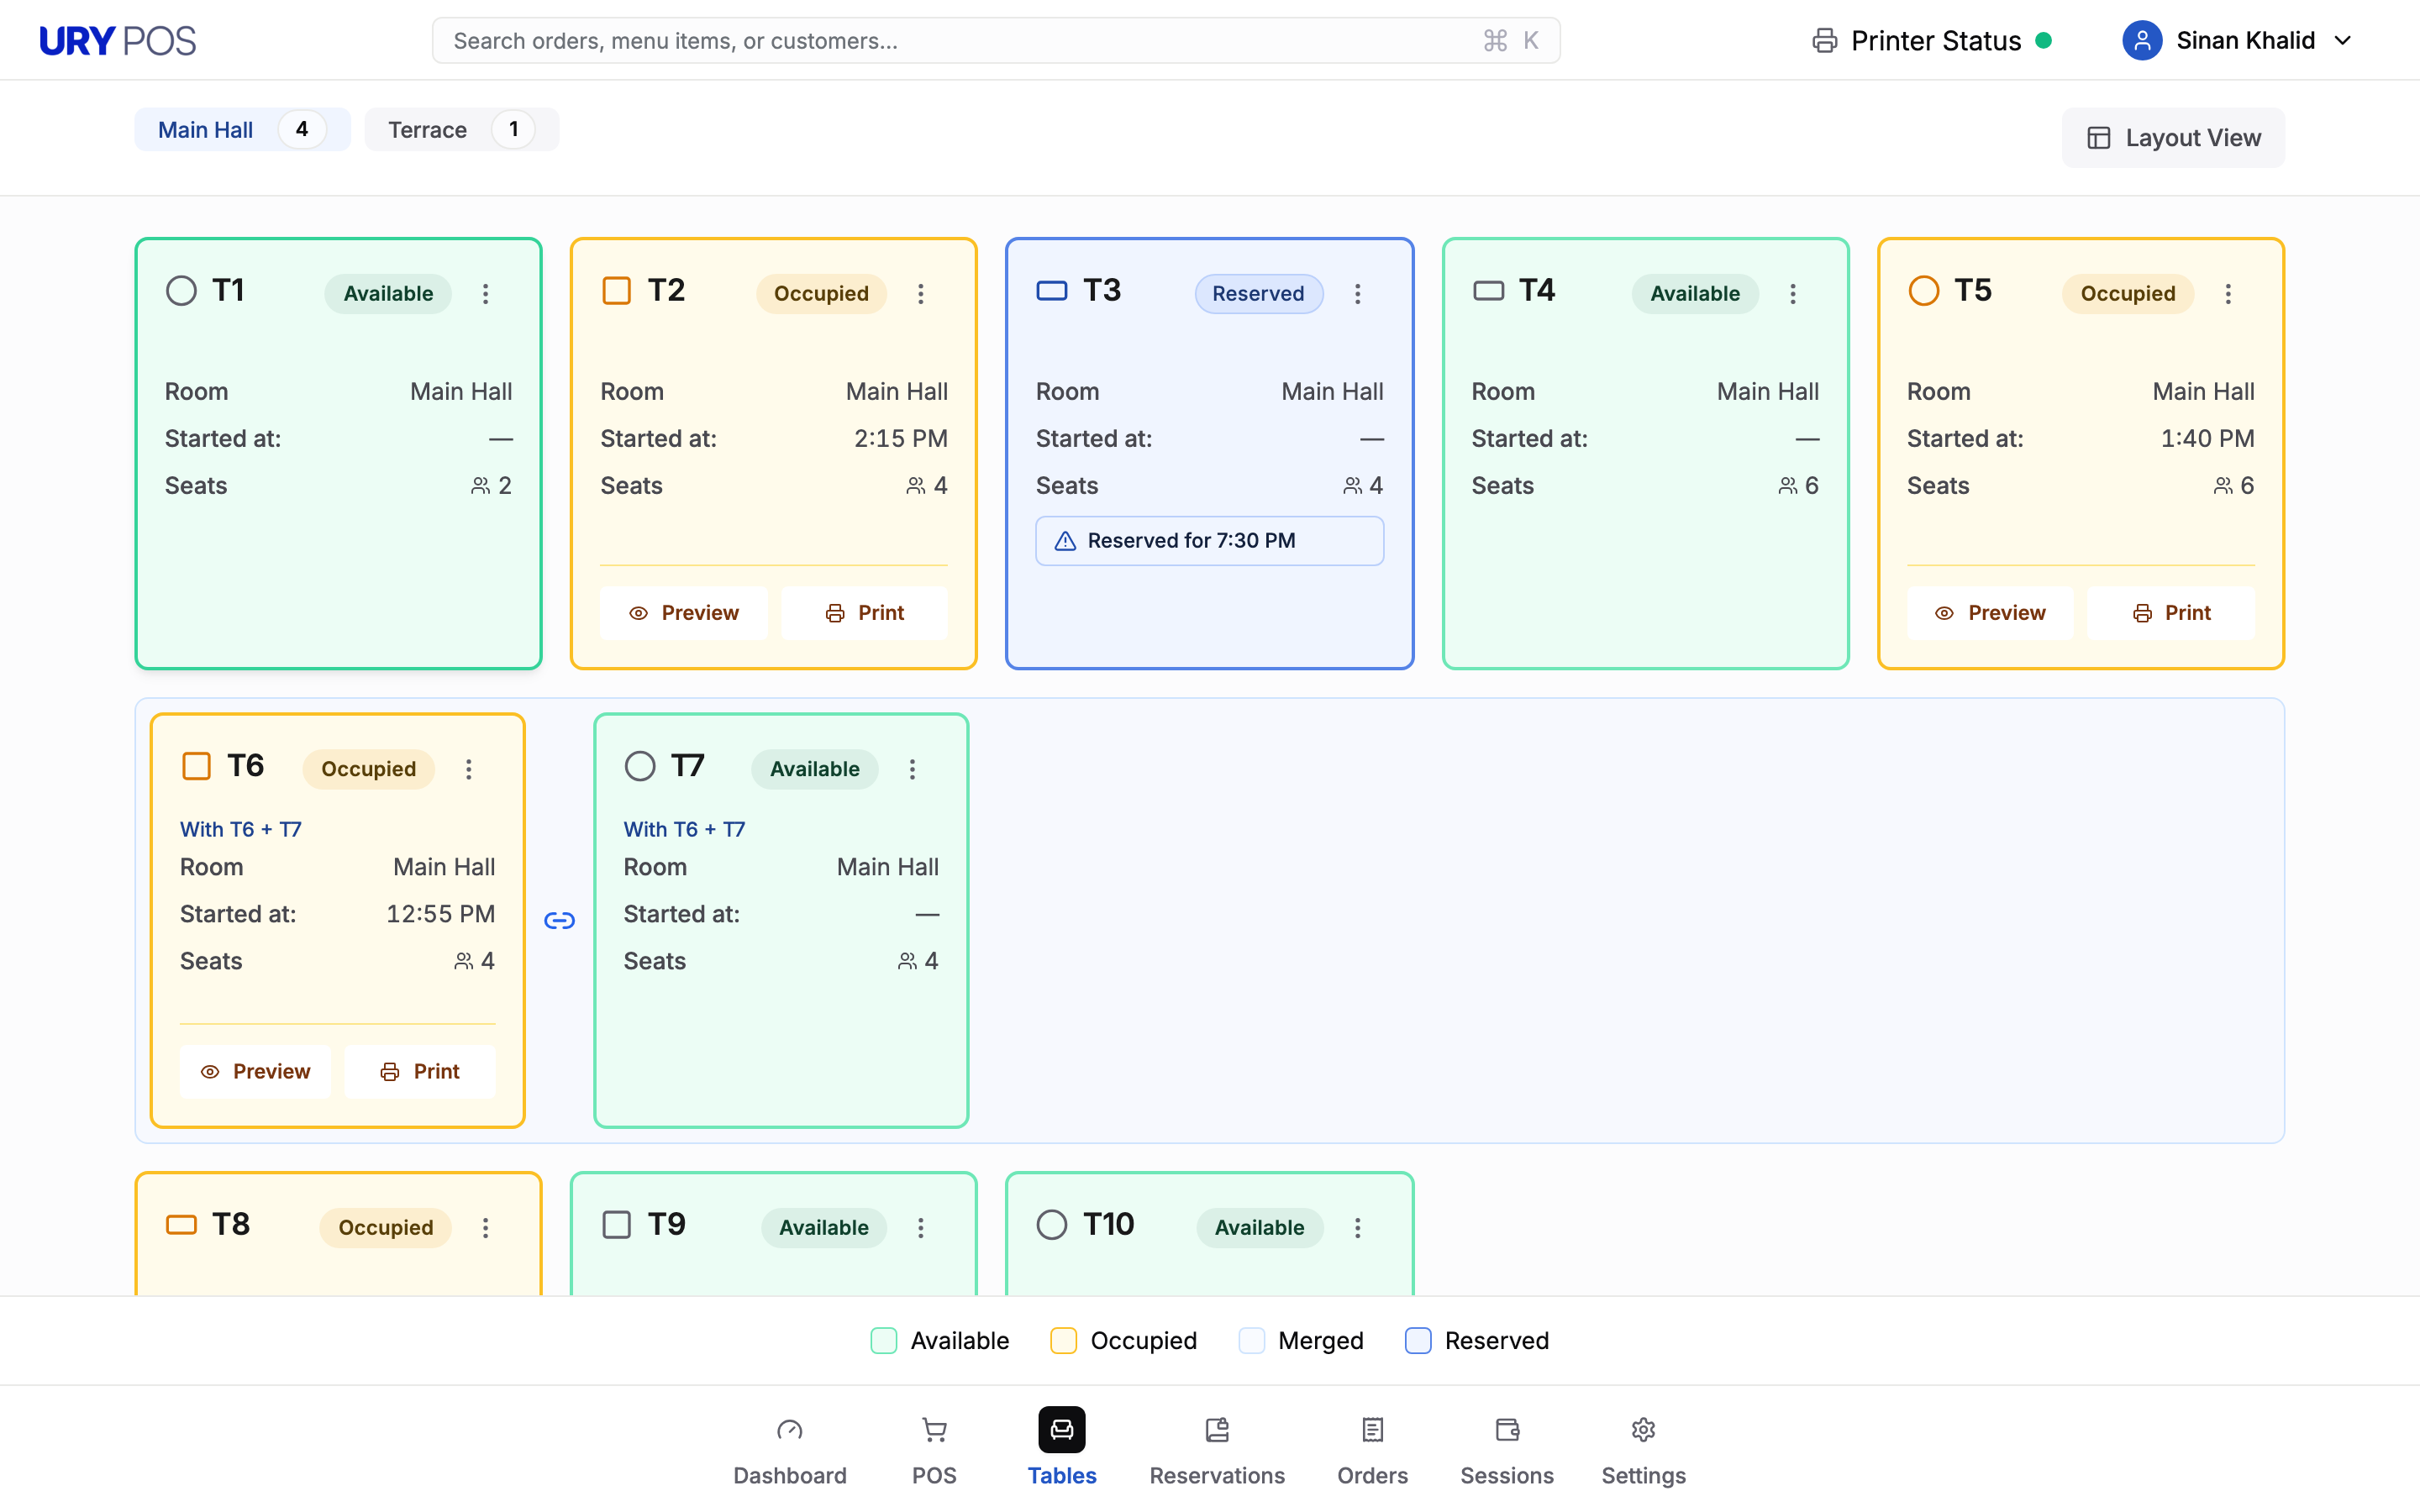 URY POS
Search orders, menu items, or customers... ⌘ K
Printer Status
Sinan Khalid
Main Hall 4
Terrace 1
Layout View
T1 Available
Room Main Hall
Started at: —
Seats 2
T2 Occupied
Room Main Hall
Started at: 2:15 PM
Seats 4
Preview Print
T3 Reserved
Room Main Hall
Started at: —
Seats 4
Reserved for 7:30 PM
T4 Available
Room Main Hall
Started at: —
Seats 6
T5 Occupied
Room Main Hall
Started at: 1:40 PM
Seats 6
Preview Print
T6 Occupied
With T6 + T7
Room Main Hall
Started at: 12:55 PM
Seats 4
Preview Print
T7 Available
With T6 + T7
Room Main Hall
Started at: —
Seats 4
T8 Occupied
T9 Available
T10 Available
Available Occupied Merged Reserved
Dashboard POS Tables Reservations Orders Sessions Settings